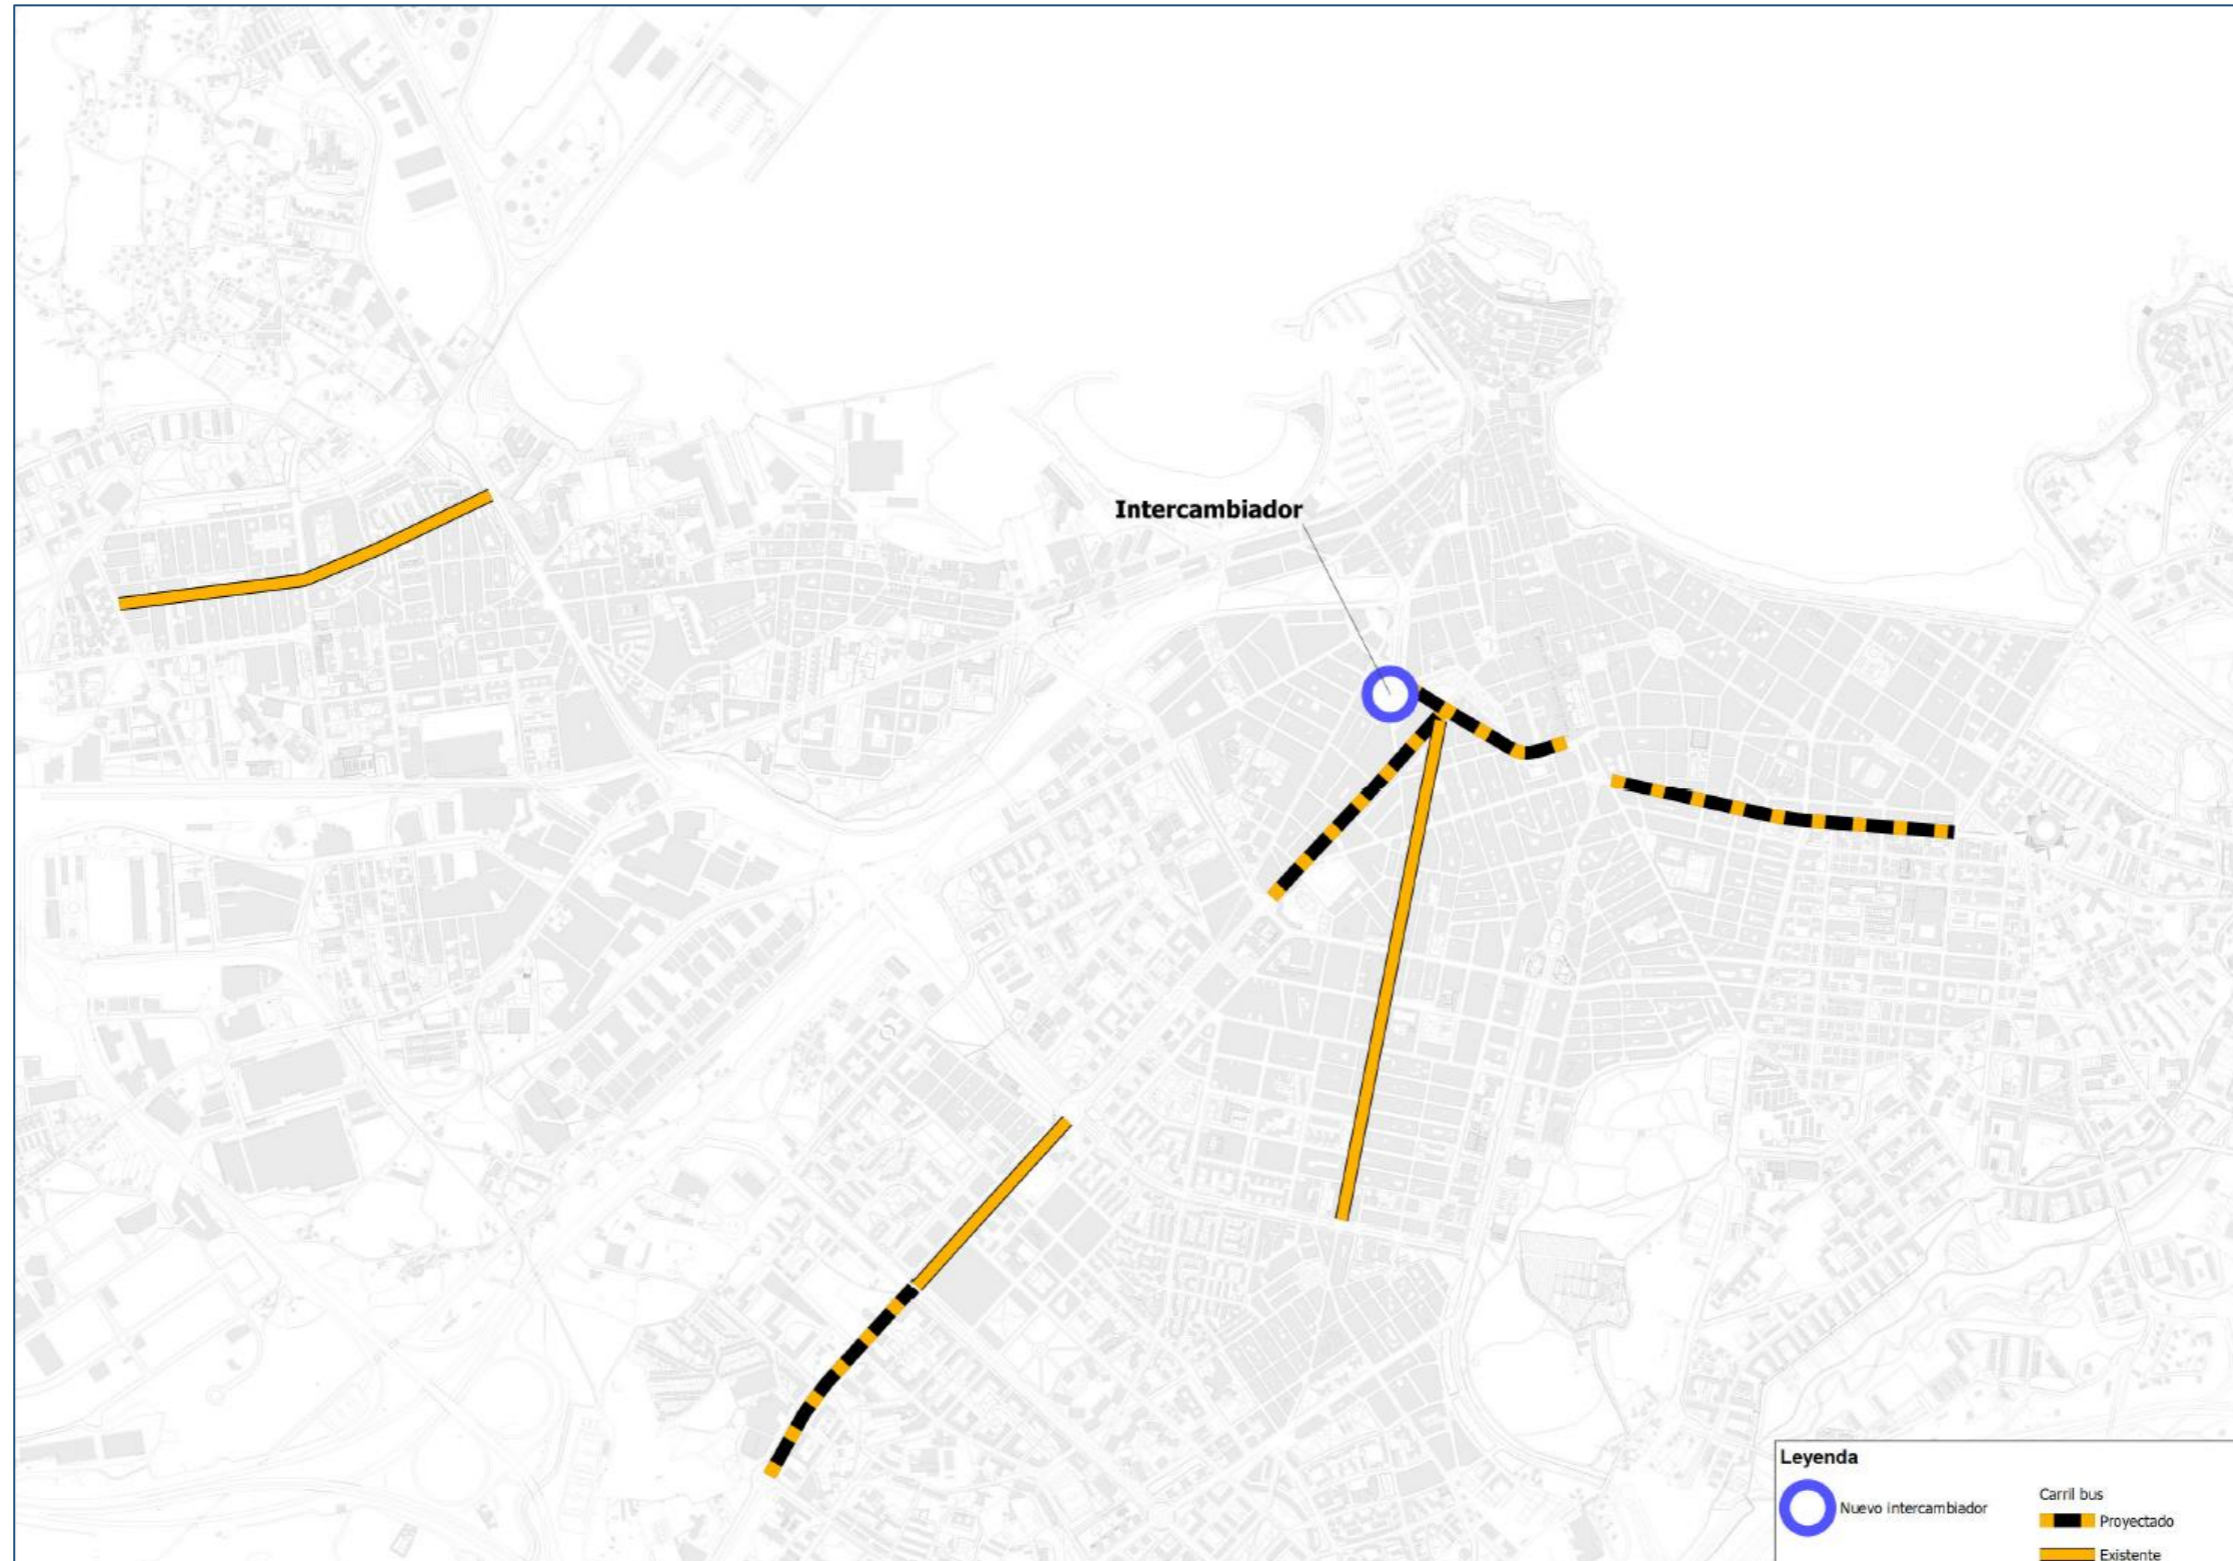 Intercambiador
Leyenda
Nuevo intercambiador
Carril bus
Proyectado
Existente